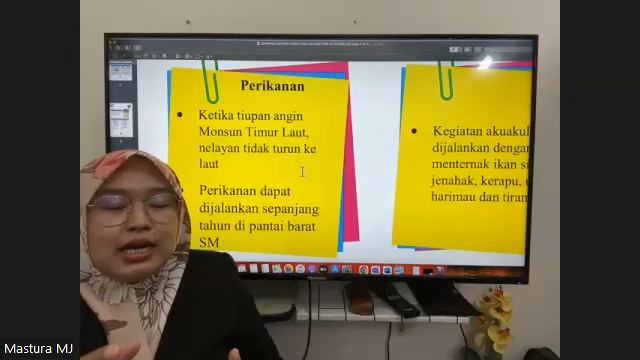 Perikanan
Ketika tiupan angin
Monsun Timur Laut,
nelayan tidak turun ke
laut
Perikanan dapat
dijalankan sepanjang
tahun di pantai barat
SM
Kegiatan akuakul
dijalankan dengan
menternak ikan si
jenahak, kerapu, u
harimau dan tiram
Mastura MJ